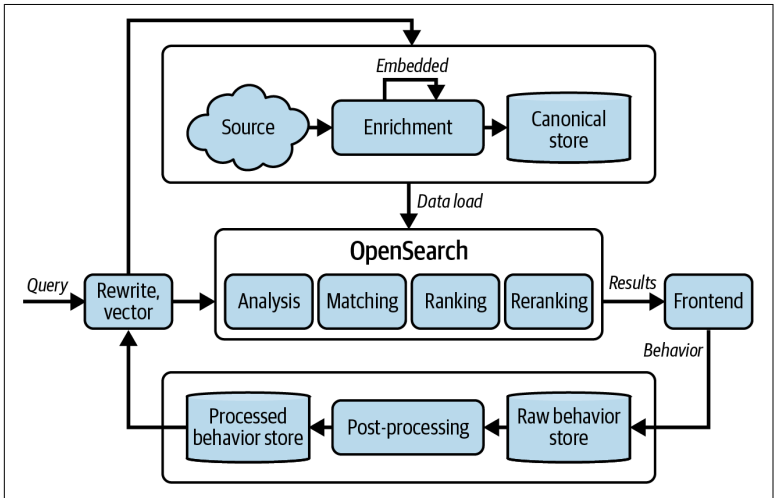 Embedded
Source
Enrichment
Canonical
store
Data load
OpenSearch
Query
Rewrite,
vector
Analysis
Matching
Ranking
Reranking
Results
Frontend
Behavior
Processed
behavior store
Post-processing
Raw behavior
store